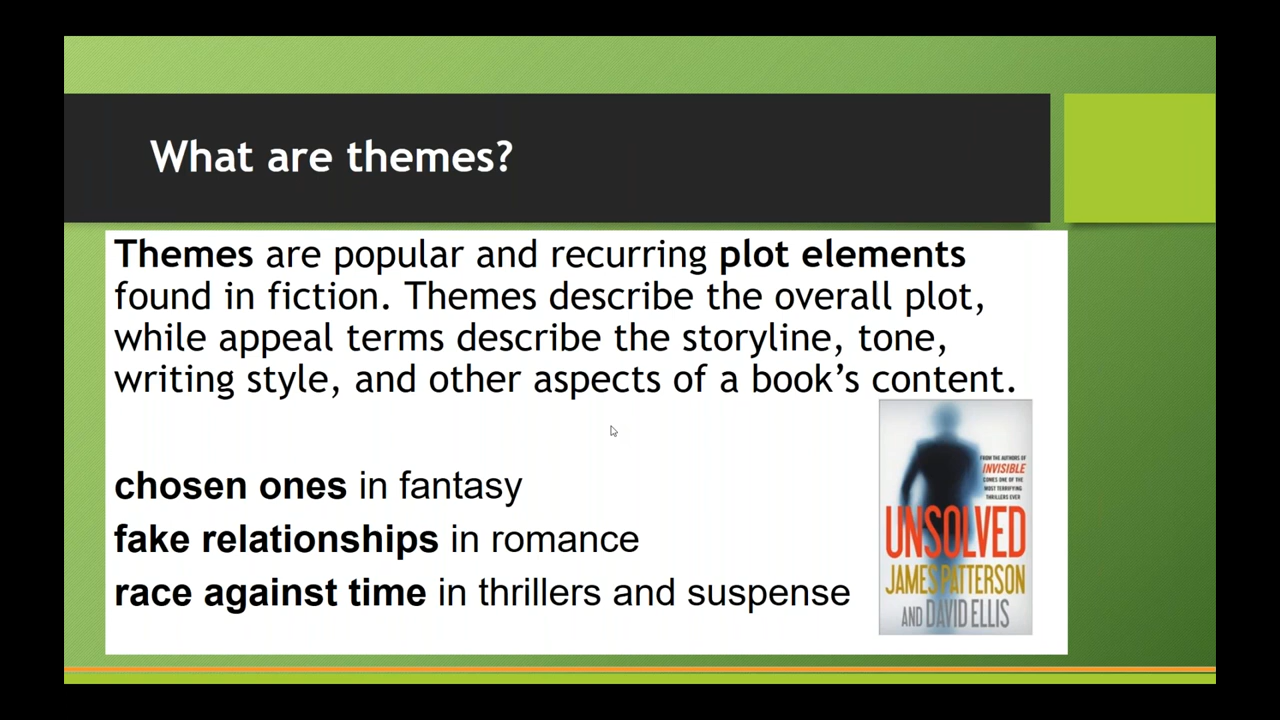 What are themes?
Themes are popular and recurring plot elements
found in fiction. Themes describe the overall plot,
while appeal terms describe the storyline, tone,
writing style, and other aspects of a book’s content.
chosen ones in fantasy
fake relationships in romance
race against time in thrillers and suspense
FROM THE AUTHORS OF
INVISIBLE
COMES ONE OF THE
MOST TERRIFYING
THRILLERS EVER
UNSOLVED
JAMES PATTERSON
AND DAVID ELLIS